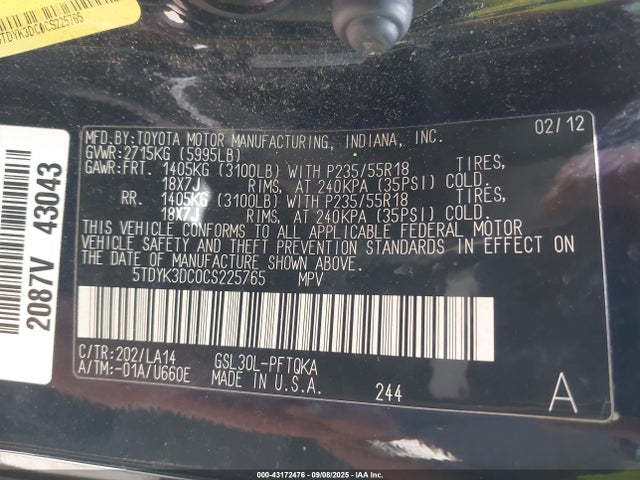 5TDYK3DC0CS225765
2087V 43043
MFD.BY:TOYOTA MOTOR MANUFACTURING, INDIANA, INC. 02/12
GVWR:2715KG (5995LB)
GAWR:FRT. 1405KG (3100LB) WITH P235/55R18 TIRES,
18X7J RIMS, AT 240KPA (35PSI) COLD.
RR. 1405KG (3100LB) WITH P235/55R18 TIRES,
18X7J RIMS, AT 240KPA (35PSI) COLD.
THIS VEHICLE CONFORMS TO ALL APPLICABLE FEDERAL MOTOR
VEHICLE SAFETY AND THEFT PREVENTION STANDARDS IN EFFECT ON
THE DATE OF MANUFACTURE SHOWN ABOVE.
5TDYK3DC0CS225765 MPV
C/TR:202/LA14 GSL30L-PFTQKA
A/TM:-01A/U660E MADE IN U.S.A. 244 A
000-43172476 - 09/08/2025 - IAA Inc.